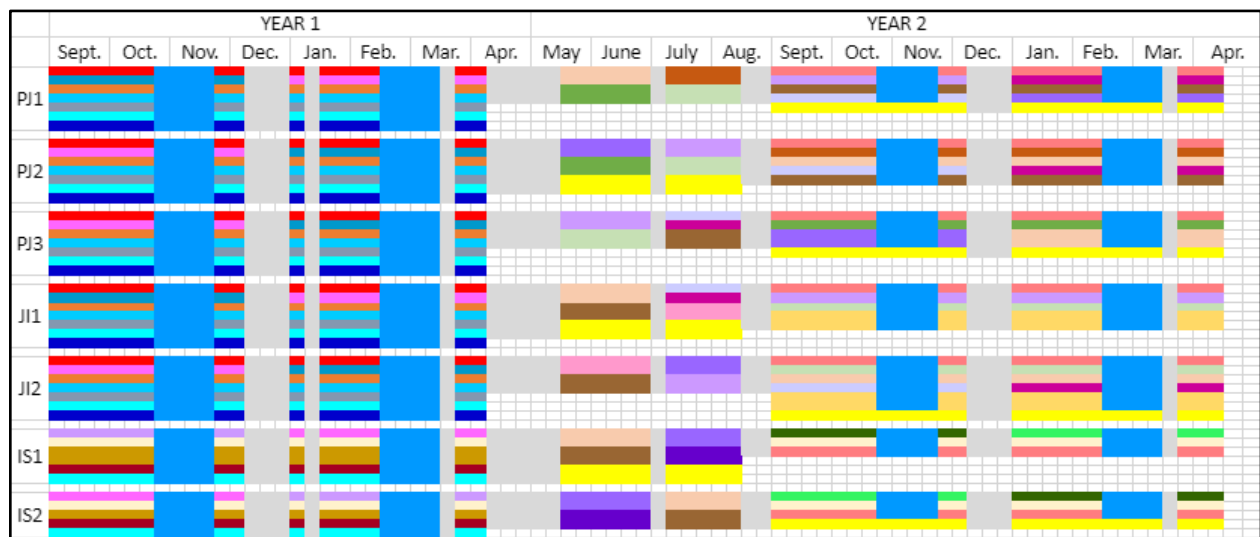 YEAR 1 YEAR 2
Sept. Oct. Nov. Dec. Jan. Feb. Mar. Apr. May June July Aug. Sept. Oct. Nov. Dec. Jan. Feb. Mar. Apr.
PJ1
PJ2
PJ3
JI1
JI2
IS1
IS2